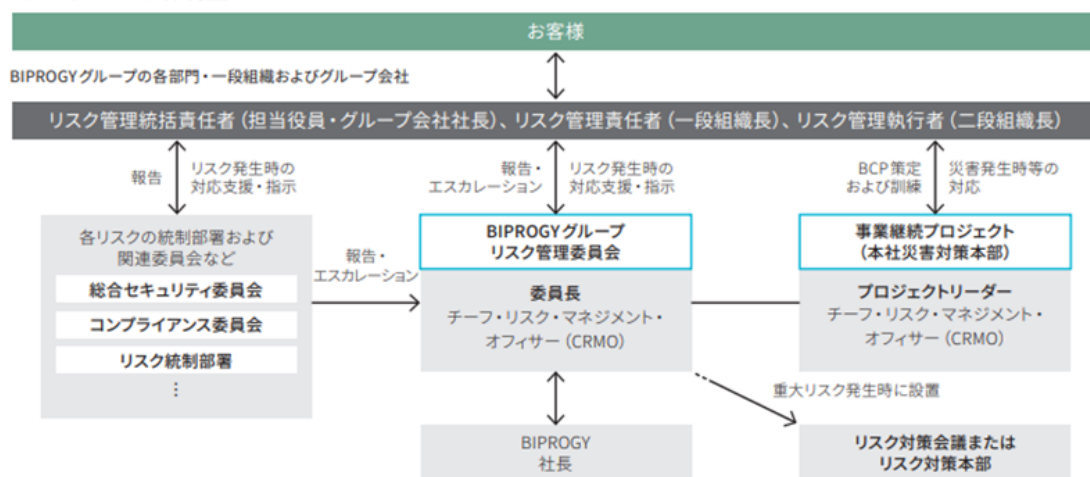 お客様
BIPROGYグループの各部門・一段組織およびグループ会社
リスク管理統括責任者(担当役員・グループ会社社長)、リスク管理責任者(一段組織長)、リスク管理執行者(二段組織長)
報告
リスク発生時の
対応支援・指示
報告・
エスカレーション
リスク発生時の
対応支援・指示
BCP策定
および訓練
災害発生時等の
対応
各リスクの統制部署および
関連委員会など
総合セキュリティ委員会
コンプライアンス委員会
リスク統制部署
⋮
報告・
エスカレーション
BIPROGYグループ
リスク管理委員会
委員長
チーフ・リスク・マネジメント・
オフィサー(CRMO)
事業継続プロジェクト
(本社災害対策本部)
プロジェクトリーダー
チーフ・リスク・マネジメント・
オフィサー(CRMO)
重大リスク発生時に設置
BIPROGY
社長
リスク対策会議または
リスク対策本部